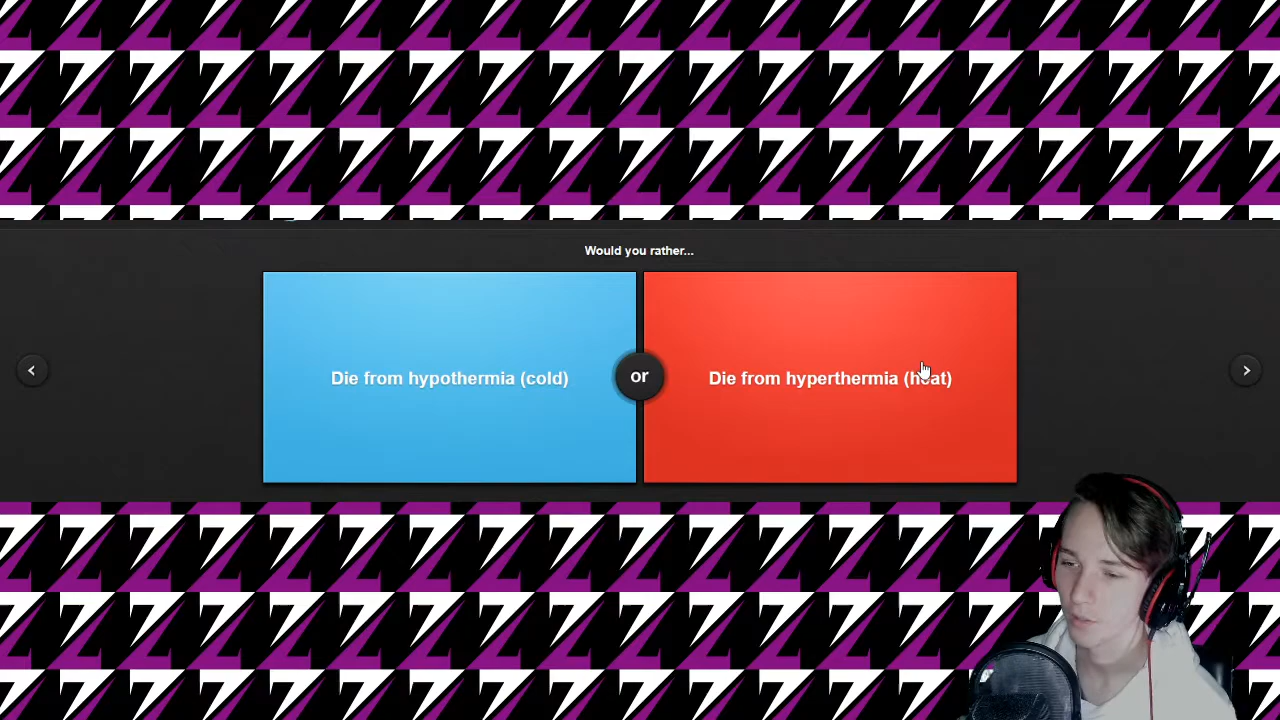 Would you rather...
Die from hypothermia (cold)
or
Die from hyperthermia (heat)